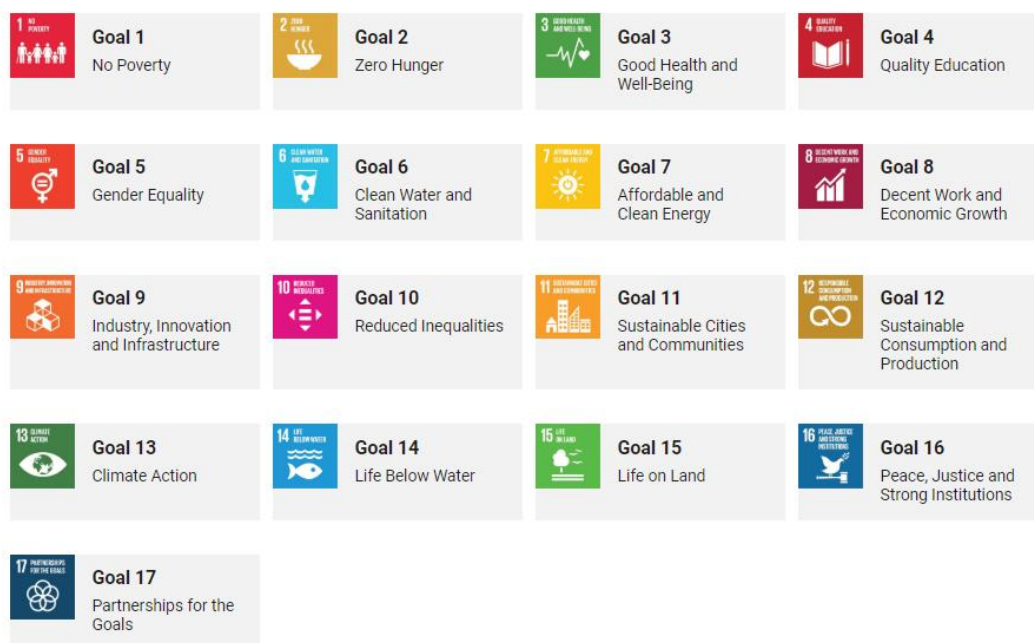 1 NO
POVERTY
Goal 1
No Poverty
2 ZERO
HUNGER
Goal 2
Zero Hunger
3 GOOD HEALTH
AND WELL-BEING
Goal 3
Good Health and
Well-Being
4 QUALITY
EDUCATION
Goal 4
Quality Education
5 GENDER
EQUALITY
Goal 5
Gender Equality
6 CLEAN WATER
AND SANITATION
Goal 6
Clean Water and
Sanitation
7 AFFORDABLE AND
CLEAN ENERGY
Goal 7
Affordable and
Clean Energy
8 DECENT WORK AND
ECONOMIC GROWTH
Goal 8
Decent Work and
Economic Growth
9 INDUSTRY, INNOVATION
AND INFRASTRUCTURE
Goal 9
Industry, Innovation
and Infrastructure
10 REDUCED
INEQUALITIES
Goal 10
Reduced Inequalities
11 SUSTAINABLE CITIES
AND COMMUNITIES
Goal 11
Sustainable Cities
and Communities
12 RESPONSIBLE
CONSUMPTION
AND PRODUCTION
Goal 12
Sustainable
Consumption and
Production
13 CLIMATE
ACTION
Goal 13
Climate Action
14 LIFE
BELOW WATER
Goal 14
Life Below Water
15 LIFE
ON LAND
Goal 15
Life on Land
16 PEACE, JUSTICE
AND STRONG
INSTITUTIONS
Goal 16
Peace, Justice and
Strong Institutions
17 PARTNERSHIPS
FOR THE GOALS
Goal 17
Partnerships for the
Goals